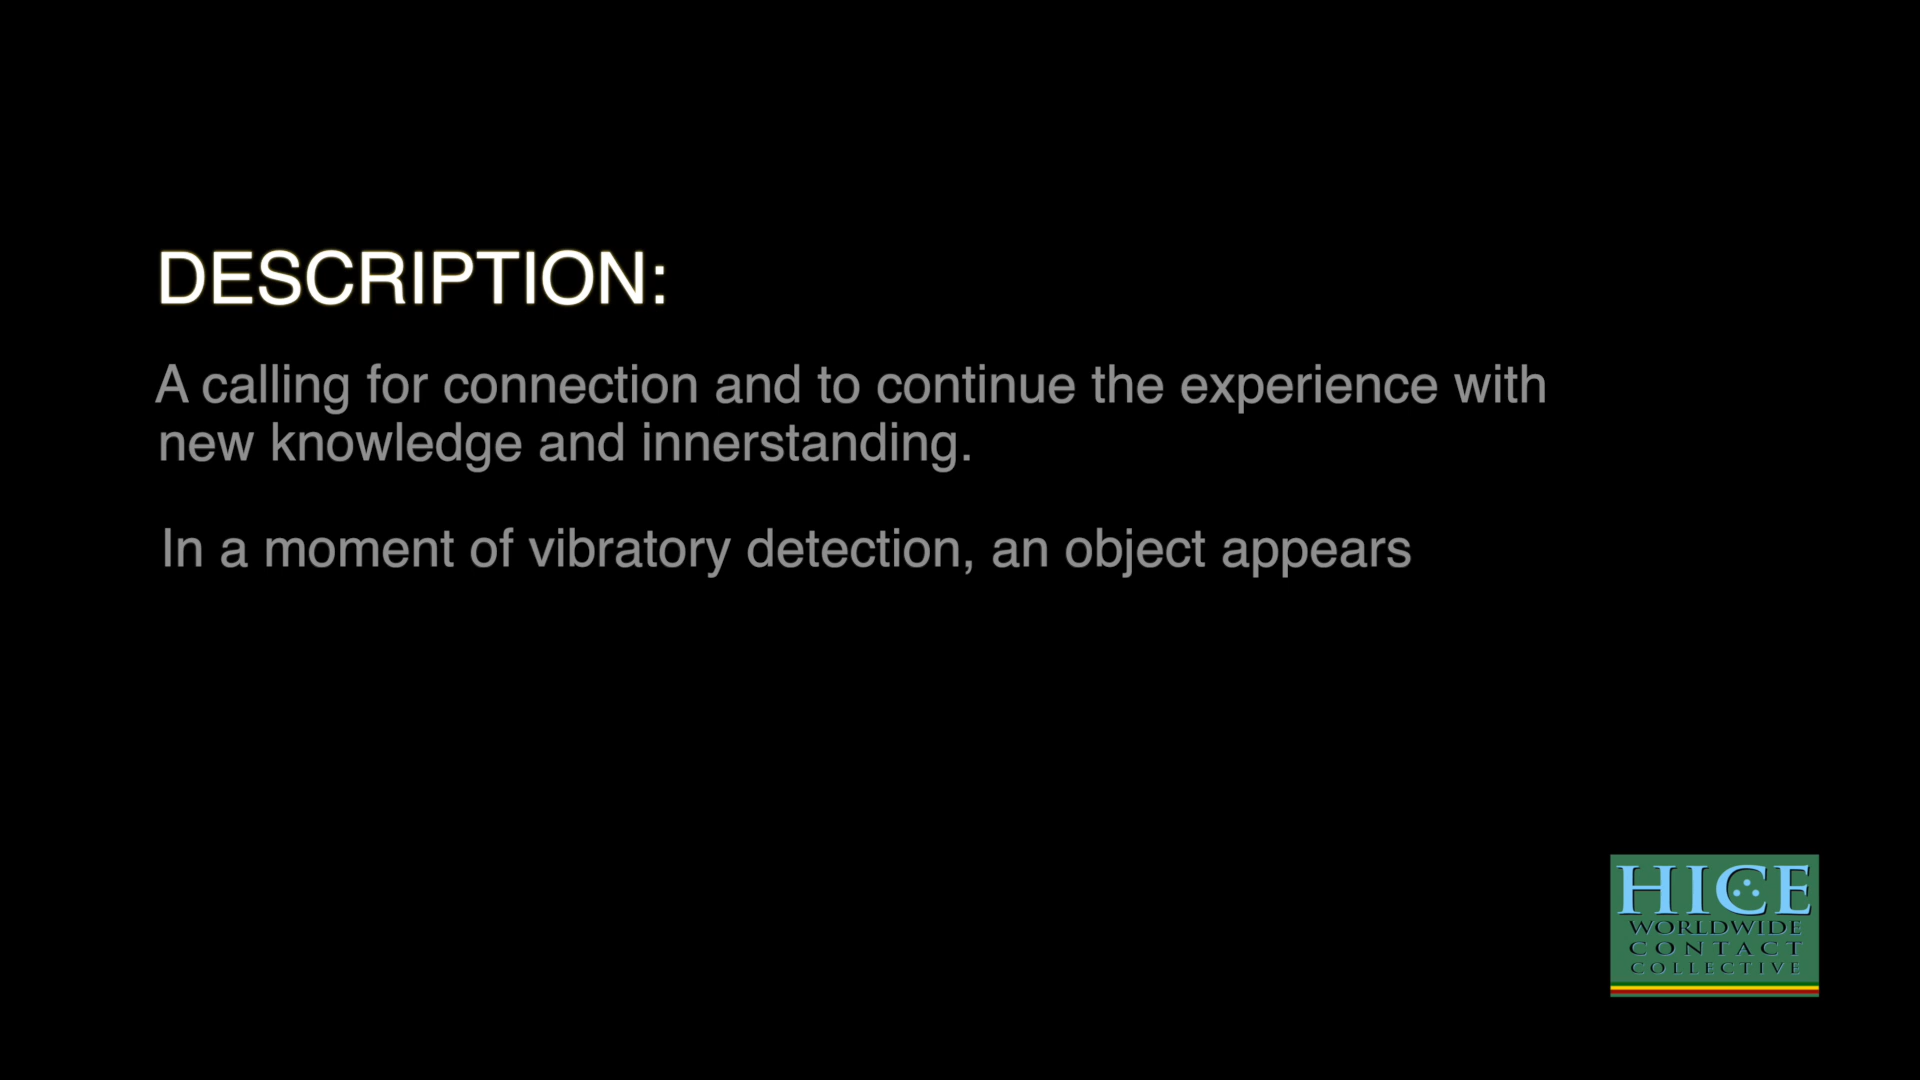 DESCRIPTION:
A calling for connection and to continue the experience with
new knowledge and innerstanding.
In a moment of vibratory detection, an object appears
HICE
WORLDWIDE
CONTACT
COLLECTIVE